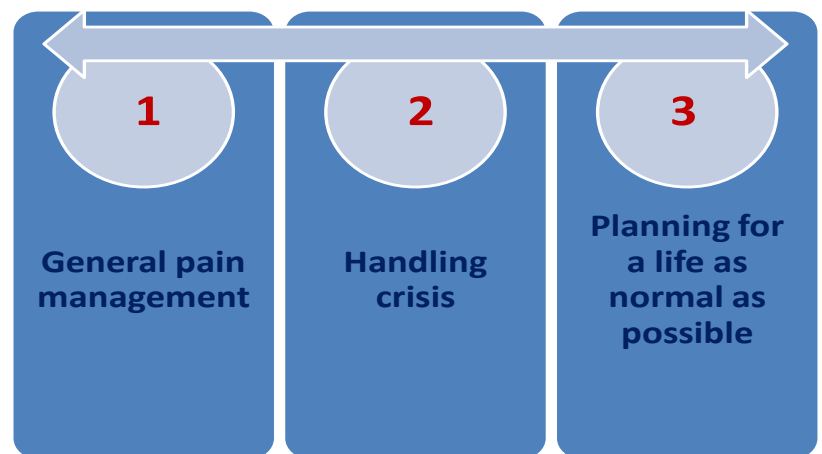 1
General pain
management
2
Handling
crisis
3
Planning for
a life as
normal as
possible